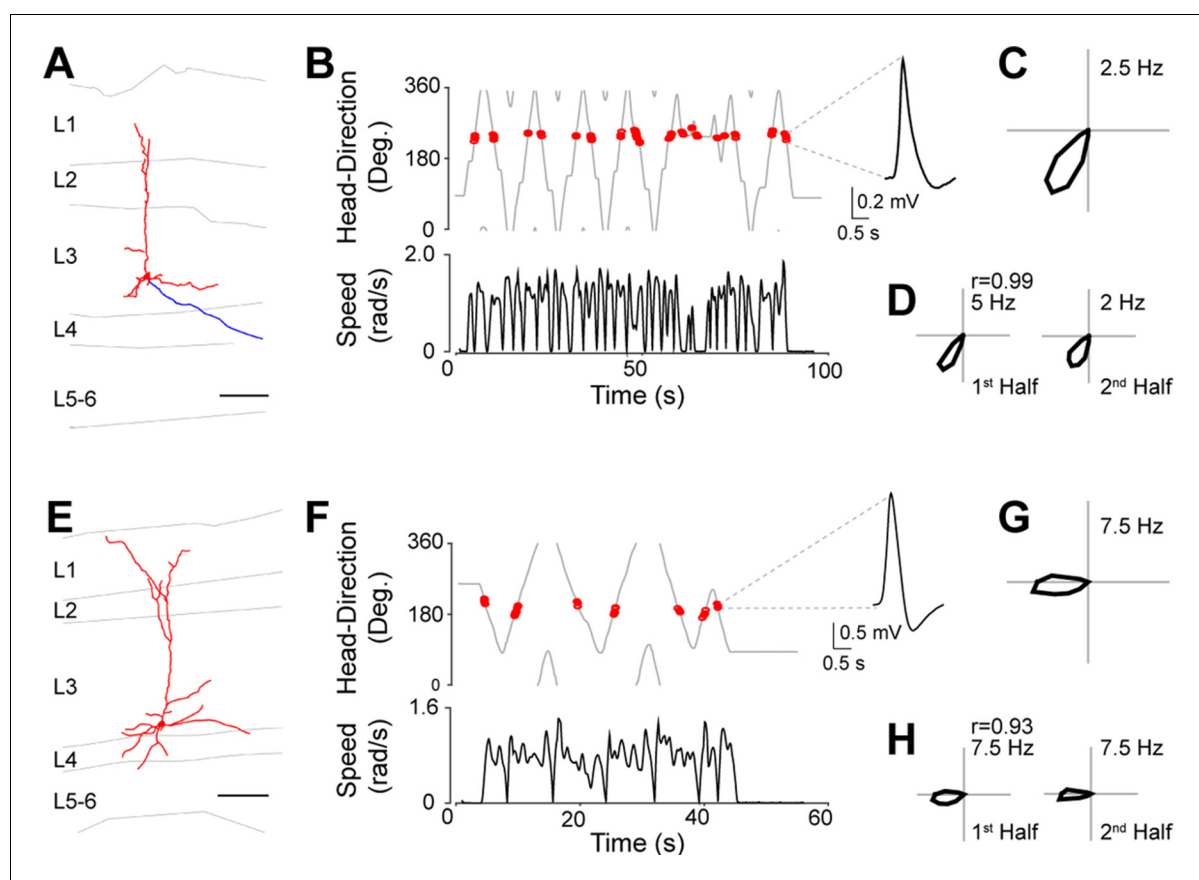 A
L1
L2
L3
L4
L5-6
B
Head-Direction
(Deg.)
360
180
0
0.2 mV
0.5 s
Speed
(rad/s)
2.0
0
0
50
100
Time (s)
C
2.5 Hz
D
r=0.99
5 Hz
1st Half
2 Hz
2nd Half
E
L1
L2
L3
L4
L5-6
F
Head-Direction
(Deg.)
360
180
0
0.5 mV
0.5 s
Speed
(rad/s)
1.6
0
0
20
40
60
Time (s)
G
7.5 Hz
H
r=0.93
7.5 Hz
1st Half
7.5 Hz
2nd Half